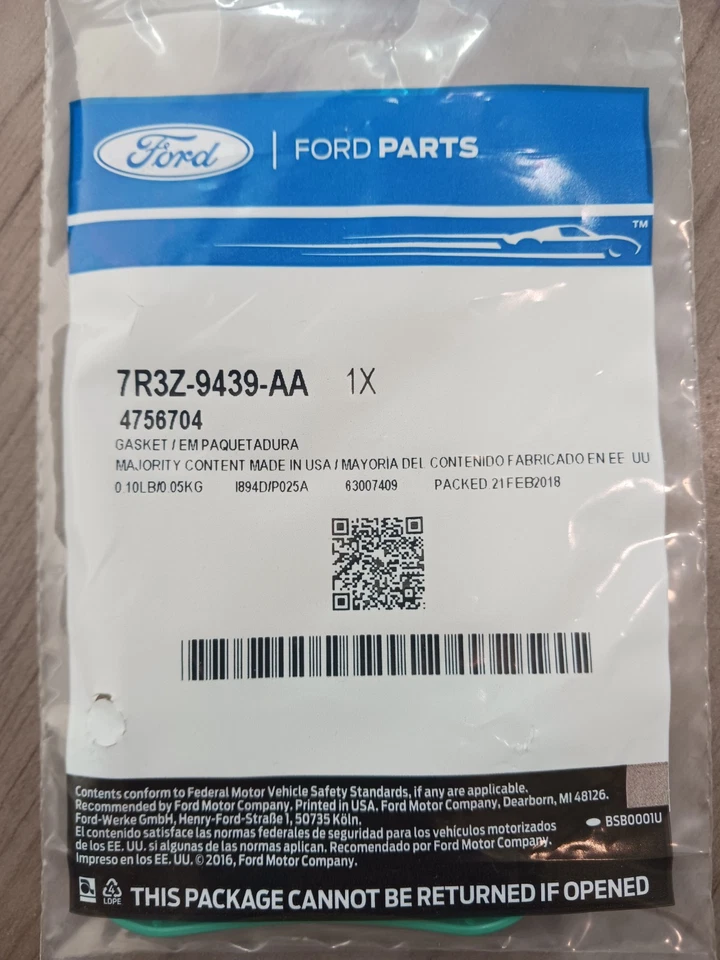 Ford | FORD PARTS
TM
7R3Z-9439-AA 1X
4756704
GASKET / EM PAQUETADURA
MAJORITY CONTENT MADE IN USA / MAYORIA DEL CONTENIDO FABRICADO EN EE UU
0.10LB/0.05KG I894D/P025A 63007409 PACKED 21FEB2018
Contents conform to Federal Motor Vehicle Safety Standards, if any are applicable.
Recommended by Ford Motor Company. Printed in USA. Ford Motor Company, Dearborn, MI 48126.
Ford-Werke GmbH, Henry-Ford-Straße 1, 50735 Köln.
El contenido satisface las normas federales de seguridad para los vehículos motorizados
de los EE. UU. si algunas de las normas aplican. Recomendado por Ford Motor Company.
Impreso en los EE. UU. © 2016, Ford Motor Company.
BSB0001U
4
LDPE
THIS PACKAGE CANNOT BE RETURNED IF OPENED